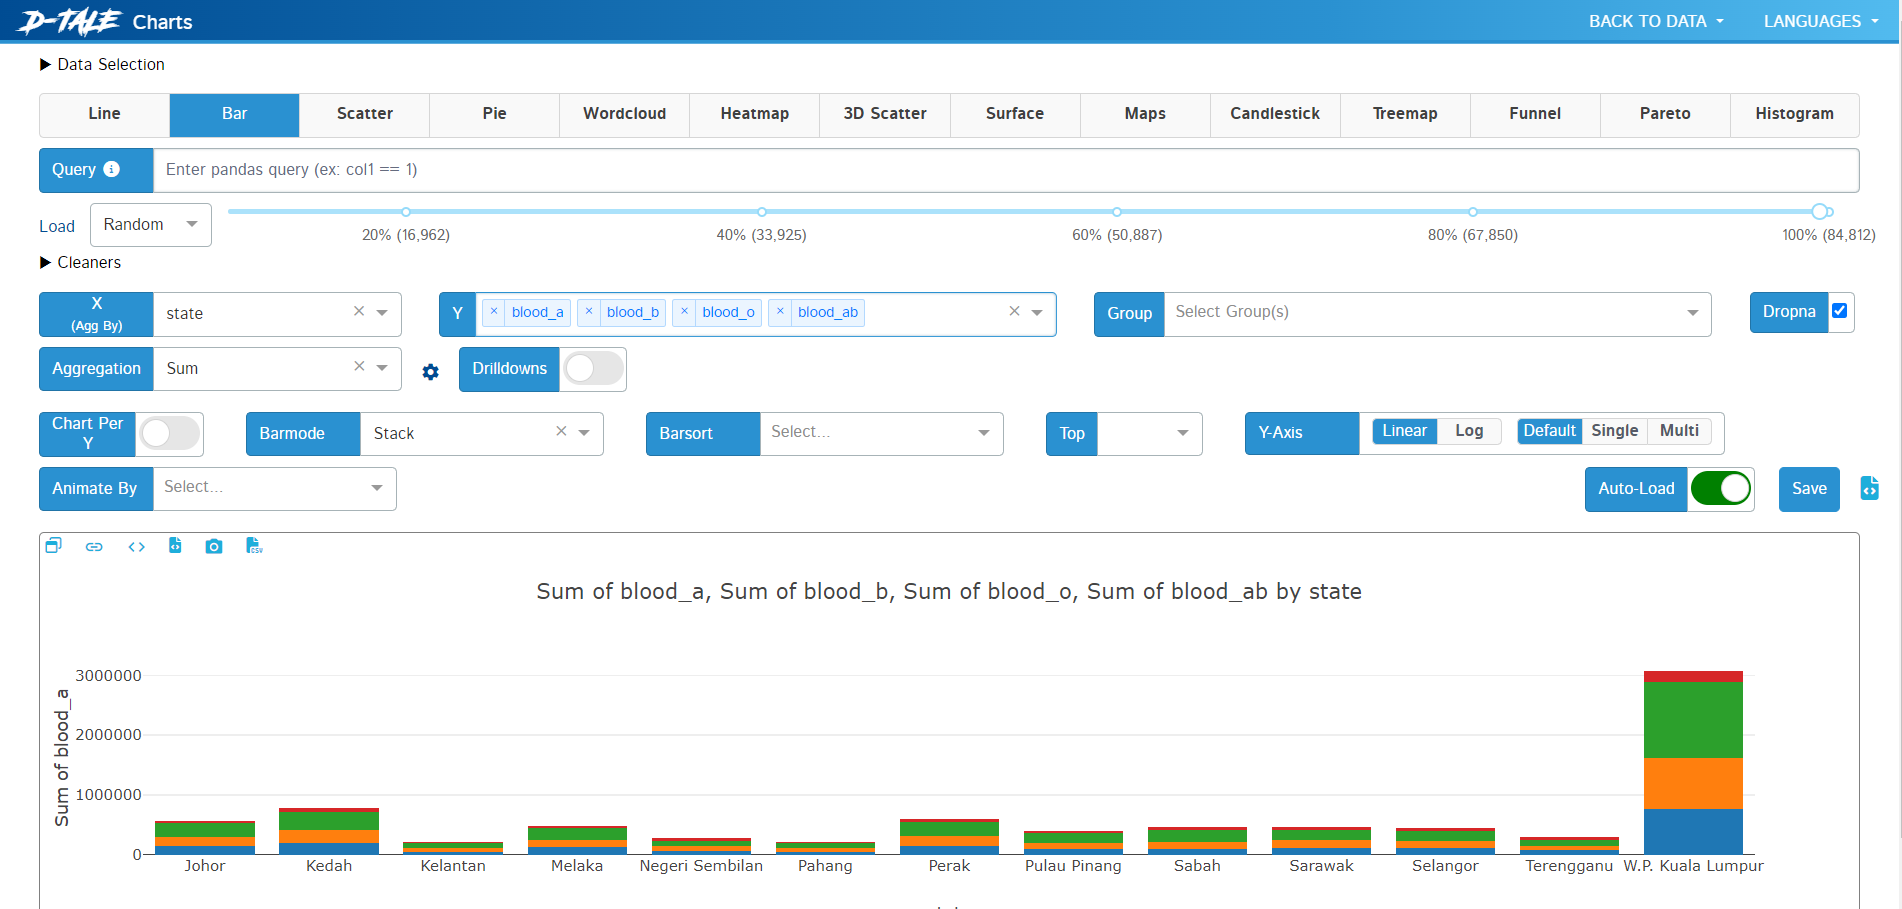 D-TALE Charts BACK TO DATA LANGUAGES
Data Selection
Line Bar Scatter Pie Wordcloud Heatmap 3D Scatter Surface Maps Candlestick Treemap Funnel Pareto Histogram
Query Enter pandas query (ex: col1 == 1)
Load Random
20% (16,962) 40% (33,925) 60% (50,887) 80% (67,850) 100% (84,812)
Cleaners
X
(Agg By)
state
Y × blood_a × blood_b × blood_o × blood_ab ×
Group Select Group(s)
Dropna
Aggregation Sum
Drilldowns
Chart Per
Y
Barmode Stack
Barsort Select...
Top
Y-Axis Linear Log Default Single Multi
Animate By Select...
Auto-Load
Save
CSV
Sum of blood_a, Sum of blood_b, Sum of blood_o, Sum of blood_ab by state
Sum of blood_a
3000000
2000000
1000000
0
Johor Kedah Kelantan Melaka Negeri Sembilan Pahang Perak Pulau Pinang Sabah Sarawak Selangor Terengganu W.P. Kuala Lumpur